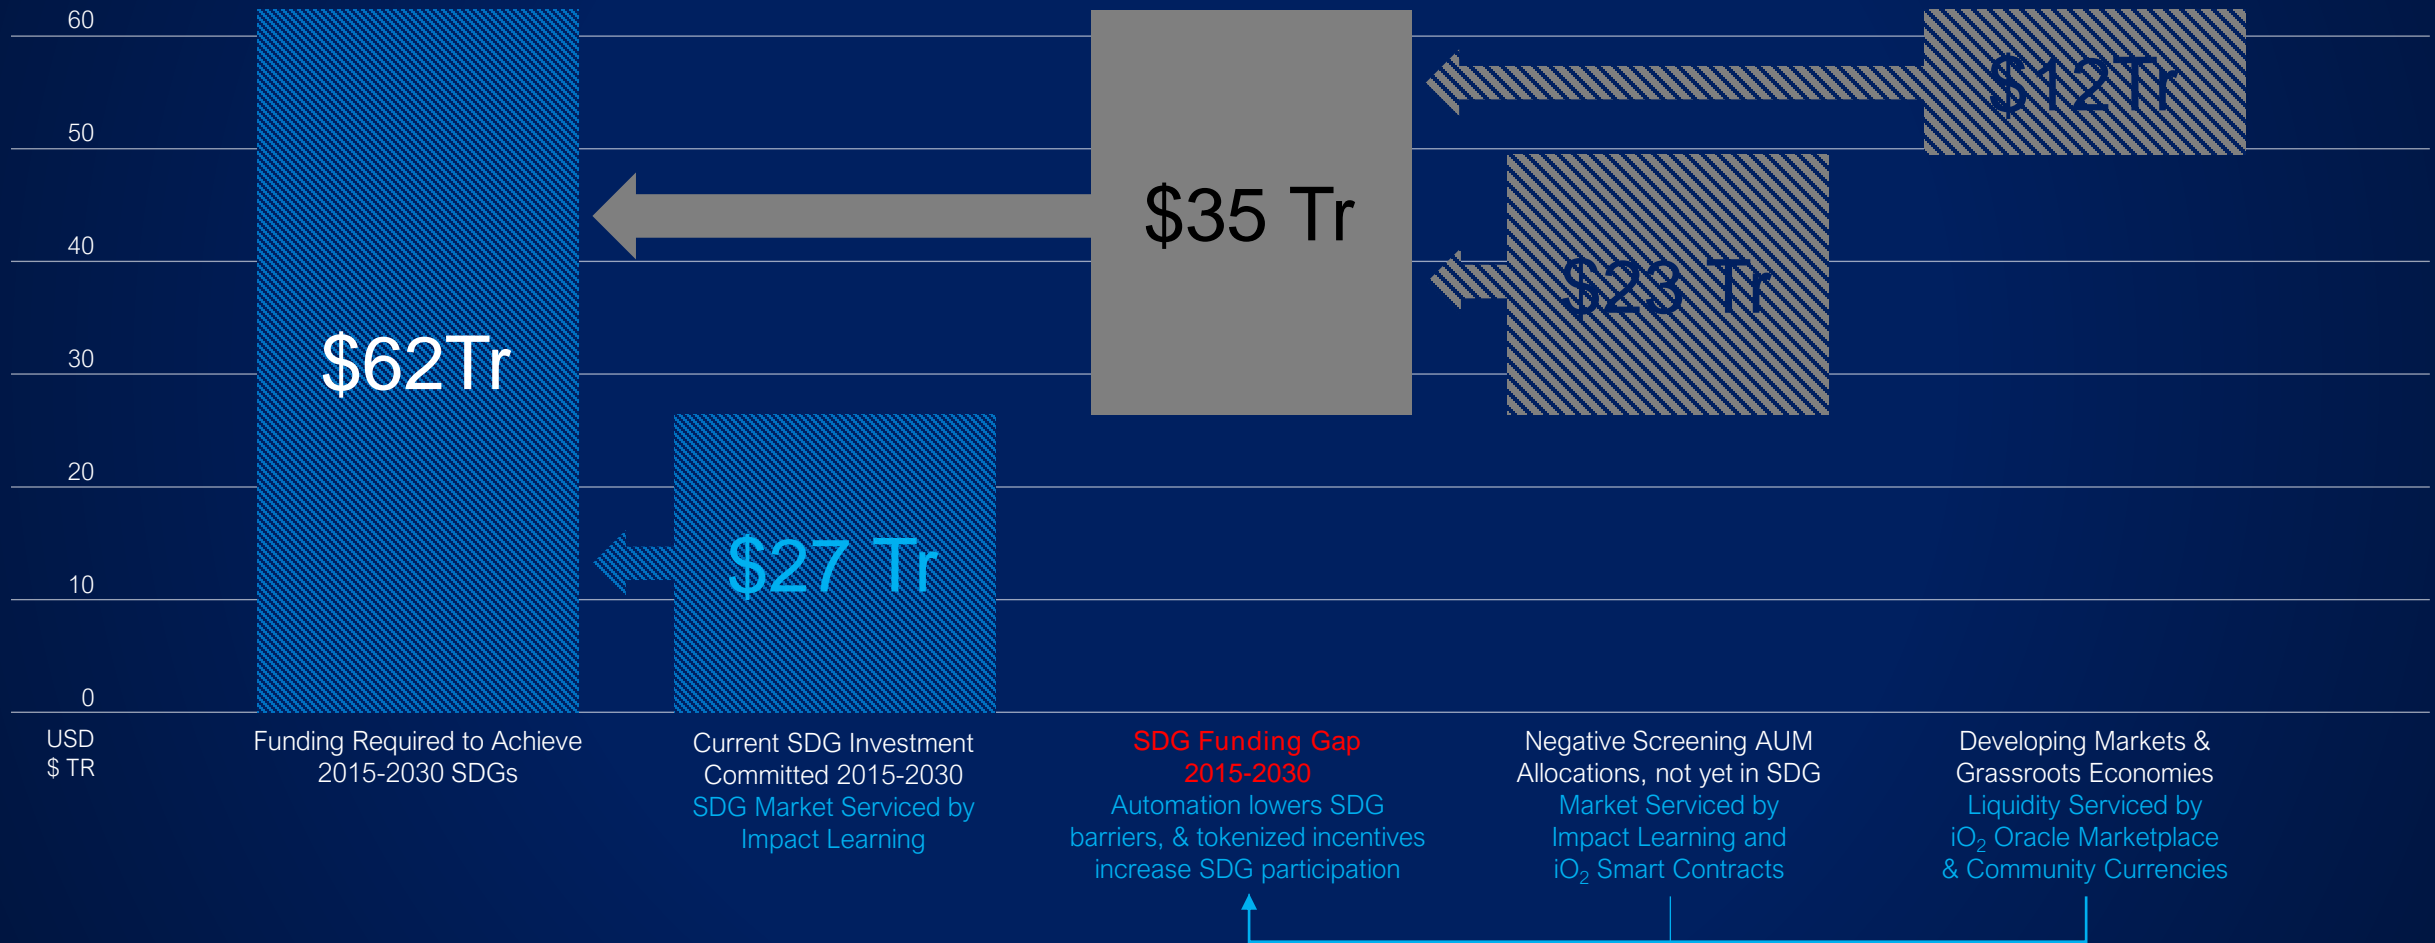 60
50
40
30
20
10
0
USD
$ TR
$62Tr
$27 Tr
$35 Tr
$23 Tr
$12Tr
Funding Required to Achieve
2015-2030 SDGs
Current SDG Investment
Committed 2015-2030
SDG Market Serviced by
Impact Learning
SDG Funding Gap
2015-2030
Automation lowers SDG
barriers, & tokenized incentives
increase SDG participation
Negative Screening AUM
Allocations, not yet in SDG
Market Serviced by
Impact Learning and
iO₂ Smart Contracts
Developing Markets &
Grassroots Economies
Liquidity Serviced by
iO₂ Oracle Marketplace
& Community Currencies